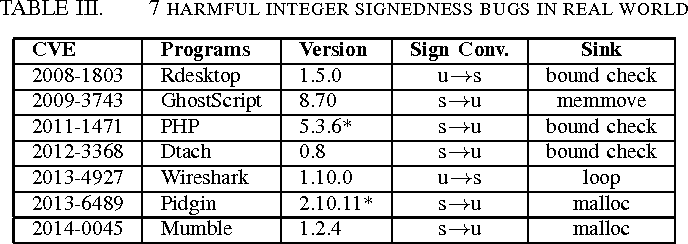 TABLE III. 7 HARMFUL INTEGER SIGNEDNESS BUGS IN REAL WORLD
CVE Programs Version Sign Conv. Sink
2008-1803 Rdesktop 1.5.0 u→s bound check
2009-3743 GhostScript 8.70 s→u memmove
2011-1471 PHP 5.3.6* s→u bound check
2012-3368 Dtach 0.8 s→u bound check
2013-4927 Wireshark 1.10.0 u→s loop
2013-6489 Pidgin 2.10.11* s→u malloc
2014-0045 Mumble 1.2.4 s→u malloc